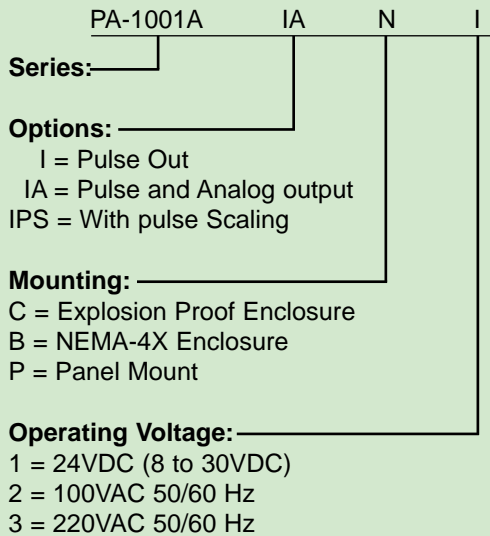 PA-1001A IA N I
Series:
Options:
I = Pulse Out
IA = Pulse and Analog output
IPS = With pulse Scaling
Mounting:
C = Explosion Proof Enclosure
B = NEMA-4X Enclosure
P = Panel Mount
Operating Voltage:
1 = 24VDC (8 to 30VDC)
2 = 100VAC 50/60 Hz
3 = 220VAC 50/60 Hz